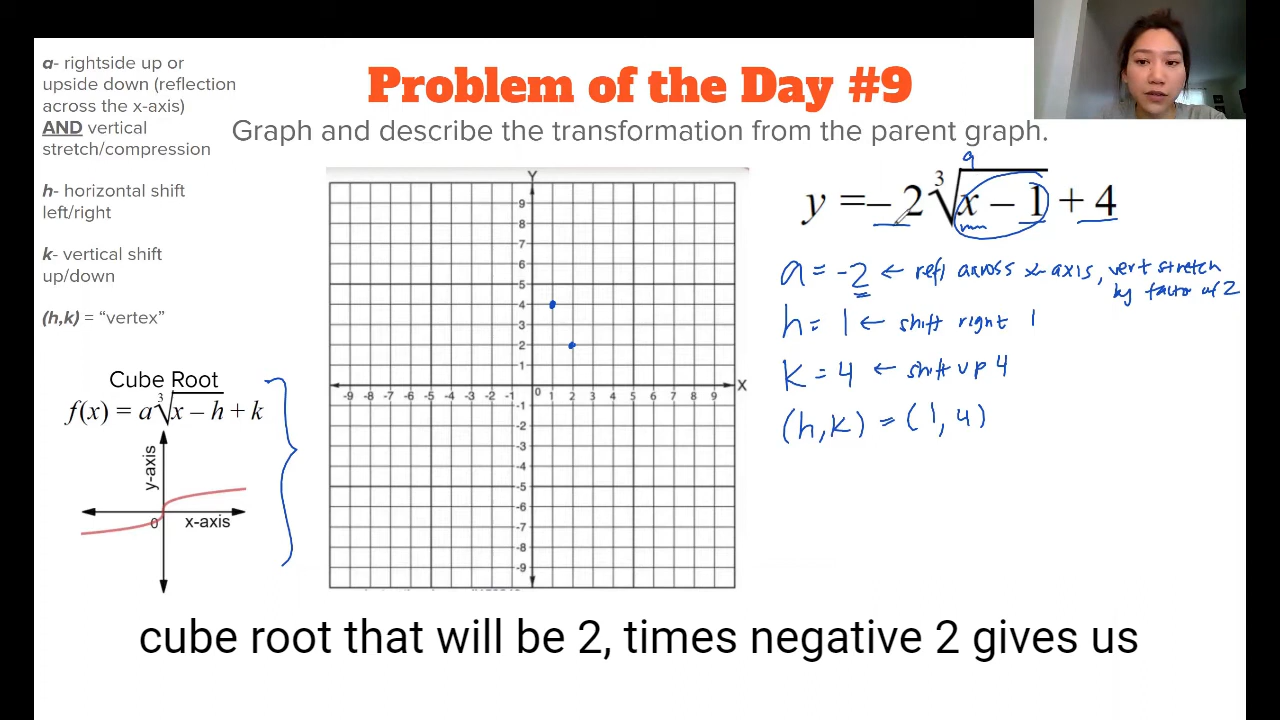 a- rightside up or
upside down (reflection
across the x-axis)
AND vertical
stretch/compression
h- horizontal shift
left/right
k- vertical shift
up/down
(h,k) = “vertex”
Problem of the Day #9
Graph and describe the transformation from the parent graph.
y = -2∛(x - 1) + 4
a = -2 ← refl across x-axis, vert stretch
by factor of 2
h = 1 ← shift right 1
k = 4 ← shift up 4
(h,k) = (1,4)
Cube Root
f(x) = a∛(x - h) + k
y-axis
0
x-axis
Y
9
8
7
6
5
4
3
2
1
-9 -8 -7 -6 -5 -4 -3 -2 -1 0 1 2 3 4 5 6 7 8 9
X
-1
-2
-3
-4
-5
-6
-7
-8
-9
cube root that will be 2, times negative 2 gives us